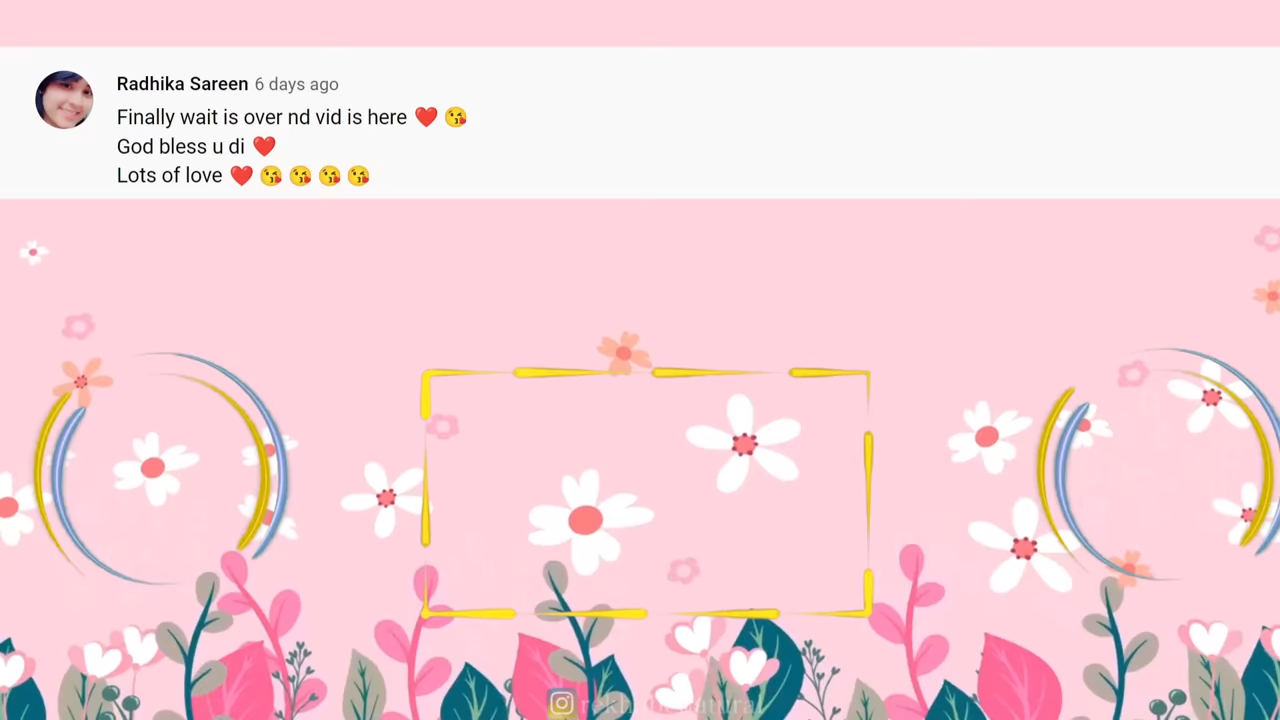 Radhika Sareen 6 days ago
Finally wait is over nd vid is here ❤️ 😘
God bless u di ❤️
Lots of love ❤️ 😘 😘 😘 😘